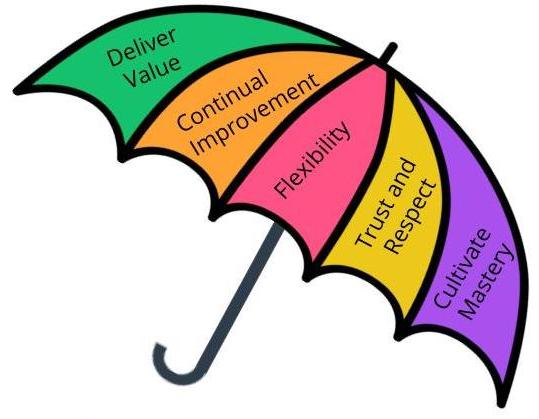 Deliver
Value
Continual
Improvement
Flexibility
Trust and
Respect
Cultivate
Mastery